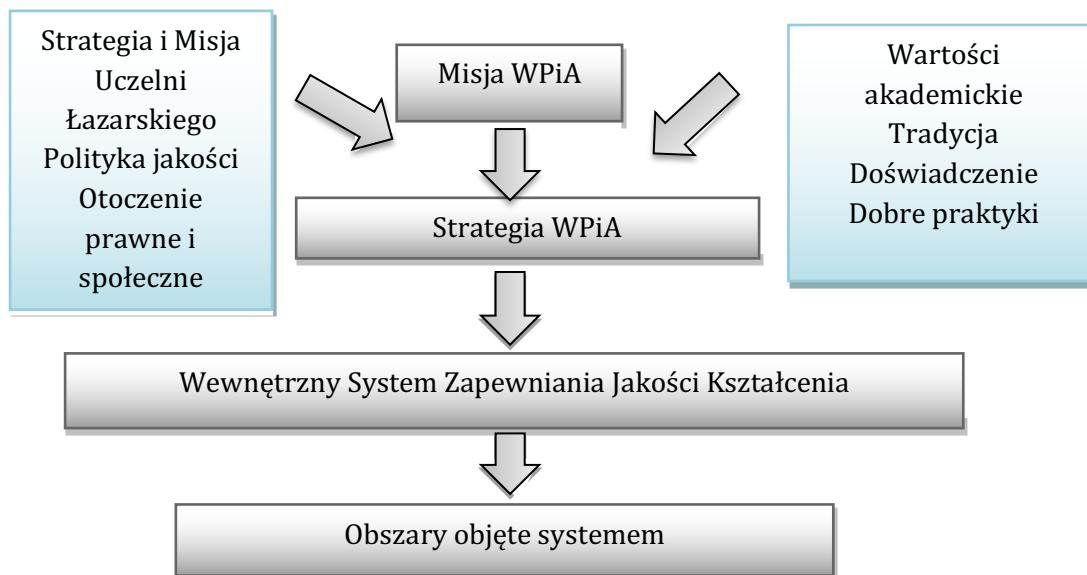 Strategia i Misja
Uczelni
Łazarskiego
Polityka jakości
Otoczenie
prawne i
społeczne
Misja WPiA
Wartości
akademickie
Tradycja
Doświadczenie
Dobre praktyki
Strategia WPiA
Wewnętrzny System Zapewniania Jakości Kształcenia
Obszary objęte systemem